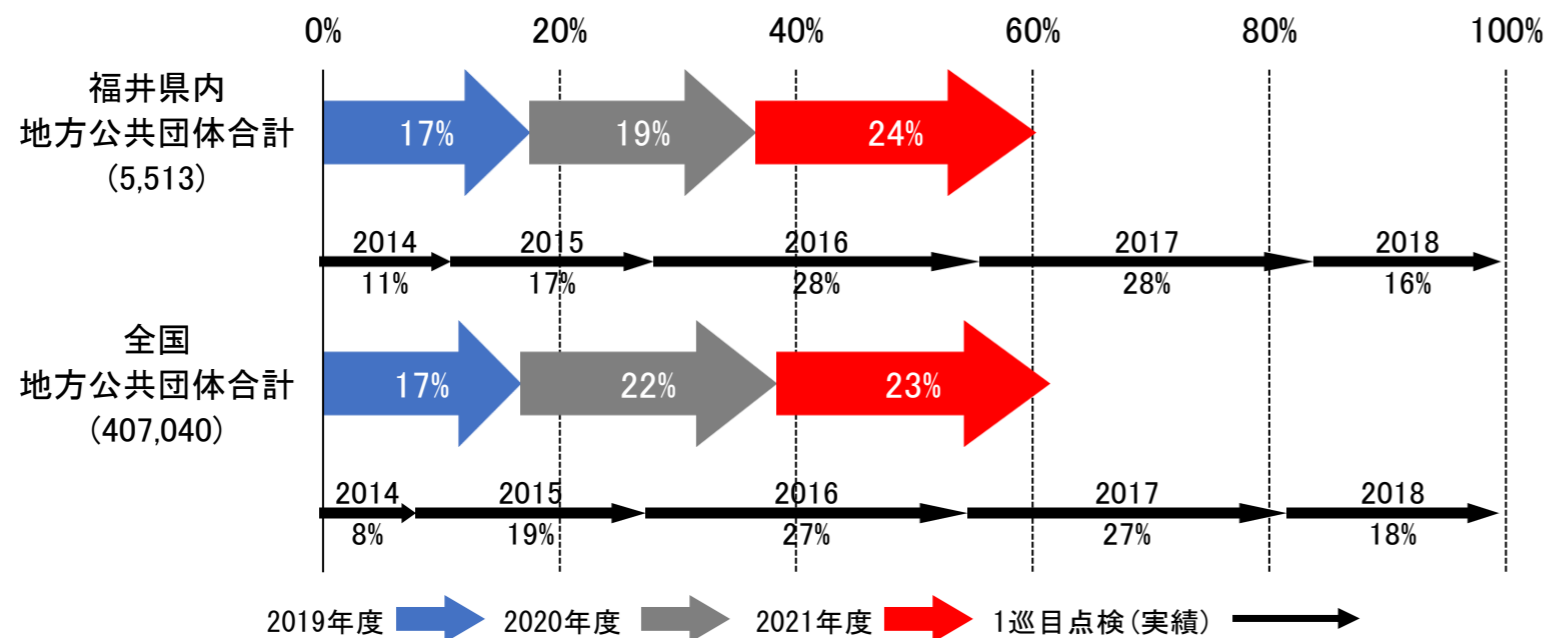 0% 20% 40% 60% 80% 100%
福井県内
地方公共団体合計
(5,513)
17% 19% 24%
2014 2015 2016 2017 2018
11% 17% 28% 28% 16%
全国
地方公共団体合計
(407,040)
17% 22% 23%
2014 2015 2016 2017 2018
8% 19% 27% 27% 18%
2019年度 2020年度 2021年度 1巡目点検(実績)